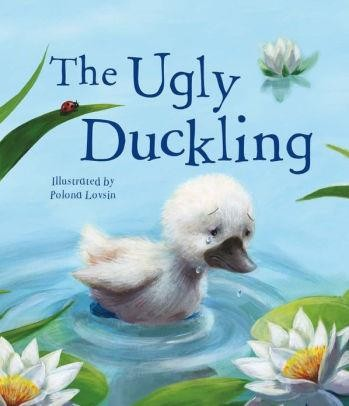 The Ugly
Duckling
Illustrated by
Polona Lovsin